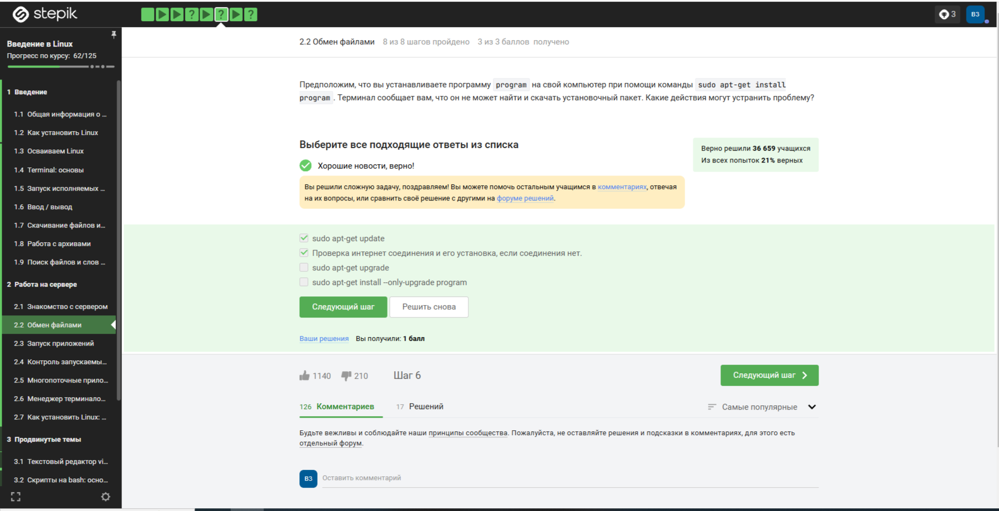 stepik
3
ВЗ
Введение в Linux
Прогресс по курсу: 62/125
1 Введение
1.1 Общая информация о ...
1.2 Как установить Linux
1.3 Осваиваем Linux
1.4 Terminal: основы
1.5 Запуск исполняемых ...
1.6 Ввод / вывод
1.7 Скачивание файлов и...
1.8 Работа с архивами
1.9 Поиск файлов и слов ...
2 Работа на сервере
2.1 Знакомство с сервером
2.2 Обмен файлами
2.3 Запуск приложений
2.4 Контроль запускаемы...
2.5 Многопоточные прило...
2.6 Менеджер терминало...
2.7 Как установить Linux: ...
3 Продвинутые темы
3.1 Текстовый редактор vi...
3.2 Скрипты на bash: осно...
2.2 Обмен файлами 8 из 8 шагов пройдено 3 из 3 баллов получено
Предположим, что вы устанавливаете программу program на свой компьютер при помощи команды sudo apt-get install
program . Терминал сообщает вам, что он не может найти и скачать установочный пакет. Какие действия могут устранить проблему?
Выберите все подходящие ответы из списка
Верно решили 36 659 учащихся
Из всех попыток 21% верных
Хорошие новости, верно!
Вы решили сложную задачу, поздравляем! Вы можете помочь остальным учащимся в комментариях, отвечая
на их вопросы, или сравнить своё решение с другими на форуме решений.
sudo apt-get update
Проверка интернет соединения и его установка, если соединения нет.
sudo apt-get upgrade
sudo apt-get install --only-upgrade program
Следующий шаг Решить снова
Ваши решения Вы получили: 1 балл
1140 210 Шаг 6 Следующий шаг
126 Комментариев 17 Решений Самые популярные
Будьте вежливы и соблюдайте наши принципы сообщества. Пожалуйста, не оставляйте решения и подсказки в комментариях, для этого есть
отдельный форум.
ВЗ Оставить комментарий